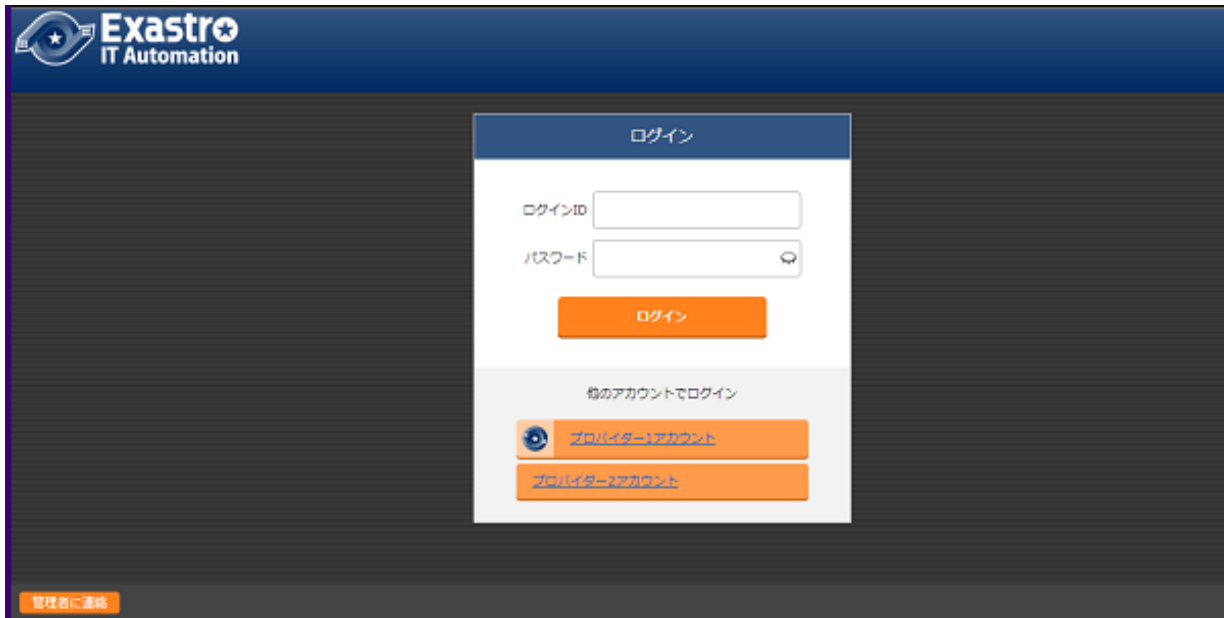 Exastro
IT Automation
ログイン
ログインID
パスワード
ログイン
他のアカウントでログイン
プロバイダー1アカウント
プロバイダー2アカウント
管理者に連絡